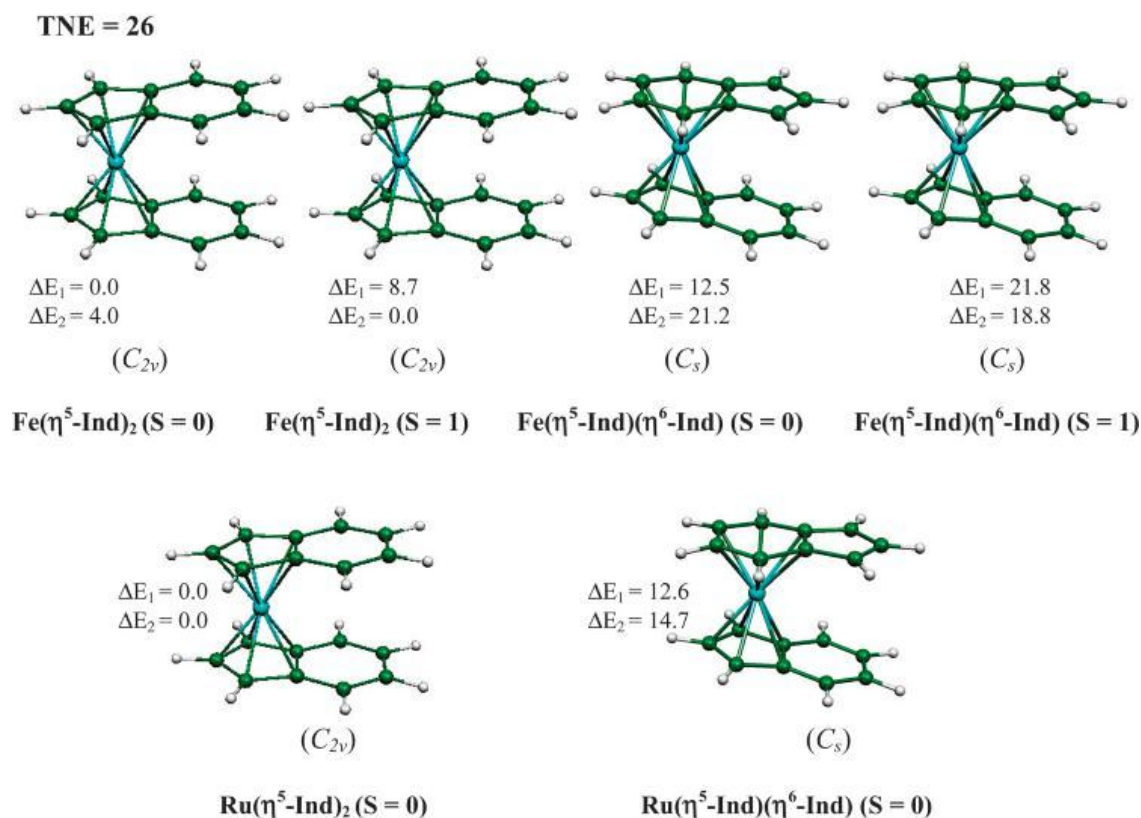 TNE = 26
ΔE₁ = 0.0
ΔE₂ = 4.0
(C₂ᵥ)
Fe(η⁵-Ind)₂ (S = 0)
ΔE₁ = 8.7
ΔE₂ = 0.0
(C₂ᵥ)
Fe(η⁵-Ind)₂ (S = 1)
ΔE₁ = 12.5
ΔE₂ = 21.2
(Cₛ)
Fe(η⁵-Ind)(η⁶-Ind) (S = 0)
ΔE₁ = 21.8
ΔE₂ = 18.8
(Cₛ)
Fe(η⁵-Ind)(η⁶-Ind) (S = 1)
ΔE₁ = 0.0
ΔE₂ = 0.0
(C₂ᵥ)
Ru(η⁵-Ind)₂ (S = 0)
ΔE₁ = 12.6
ΔE₂ = 14.7
(Cₛ)
Ru(η⁵-Ind)(η⁶-Ind) (S = 0)